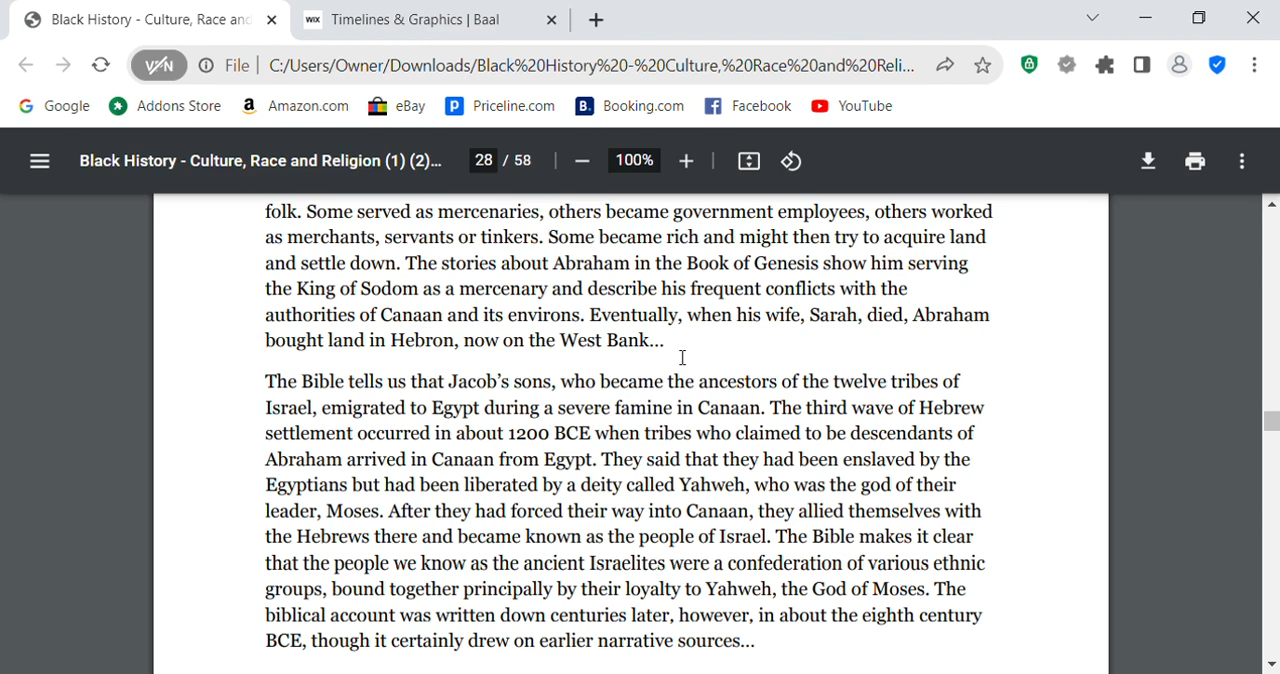 Black History - Culture, Race and
Timelines & Graphics | Baal
VPN File C:/Users/Owner/Downloads/Black%20History%20-%20Culture,%20Race%20and%20Reli...
Google Addons Store Amazon.com eBay Priceline.com Booking.com Facebook YouTube
Black History - Culture, Race and Religion (1) (2)... 28 / 58 100%
folk. Some served as mercenaries, others became government employees, others worked
as merchants, servants or tinkers. Some became rich and might then try to acquire land
and settle down. The stories about Abraham in the Book of Genesis show him serving
the King of Sodom as a mercenary and describe his frequent conflicts with the
authorities of Canaan and its environs. Eventually, when his wife, Sarah, died, Abraham
bought land in Hebron, now on the West Bank...
The Bible tells us that Jacob’s sons, who became the ancestors of the twelve tribes of
Israel, emigrated to Egypt during a severe famine in Canaan. The third wave of Hebrew
settlement occurred in about 1200 BCE when tribes who claimed to be descendants of
Abraham arrived in Canaan from Egypt. They said that they had been enslaved by the
Egyptians but had been liberated by a deity called Yahweh, who was the god of their
leader, Moses. After they had forced their way into Canaan, they allied themselves with
the Hebrews there and became known as the people of Israel. The Bible makes it clear
that the people we know as the ancient Israelites were a confederation of various ethnic
groups, bound together principally by their loyalty to Yahweh, the God of Moses. The
biblical account was written down centuries later, however, in about the eighth century
BCE, though it certainly drew on earlier narrative sources...